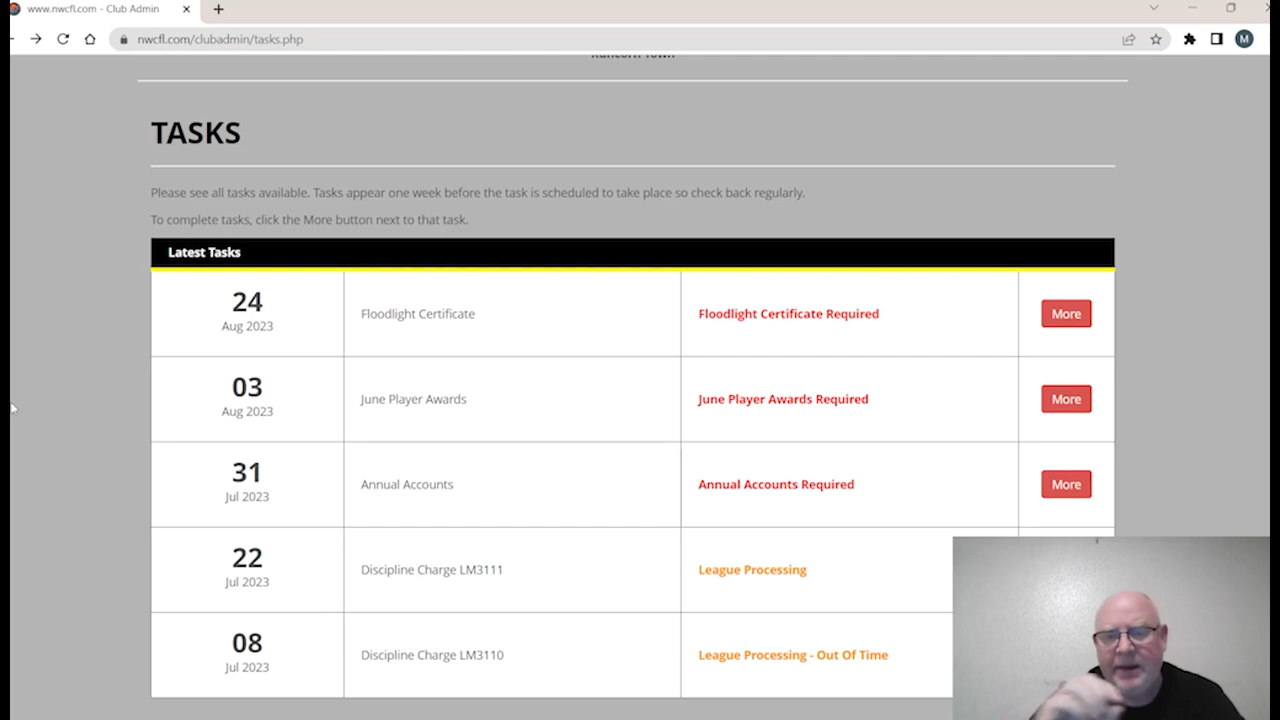 www.nwcfl.com - Club Admin
nwcfl.com/clubadmin/tasks.php
M
Runcorn Town
TASKS
Please see all tasks available. Tasks appear one week before the task is scheduled to take place so check back regularly.
To complete tasks, click the More button next to that task.
Latest Tasks
24
Aug 2023
Floodlight Certificate
Floodlight Certificate Required
More
03
Aug 2023
June Player Awards
June Player Awards Required
More
31
Jul 2023
Annual Accounts
Annual Accounts Required
More
22
Jul 2023
Discipline Charge LM3111
League Processing
08
Jul 2023
Discipline Charge LM3110
League Processing - Out Of Time